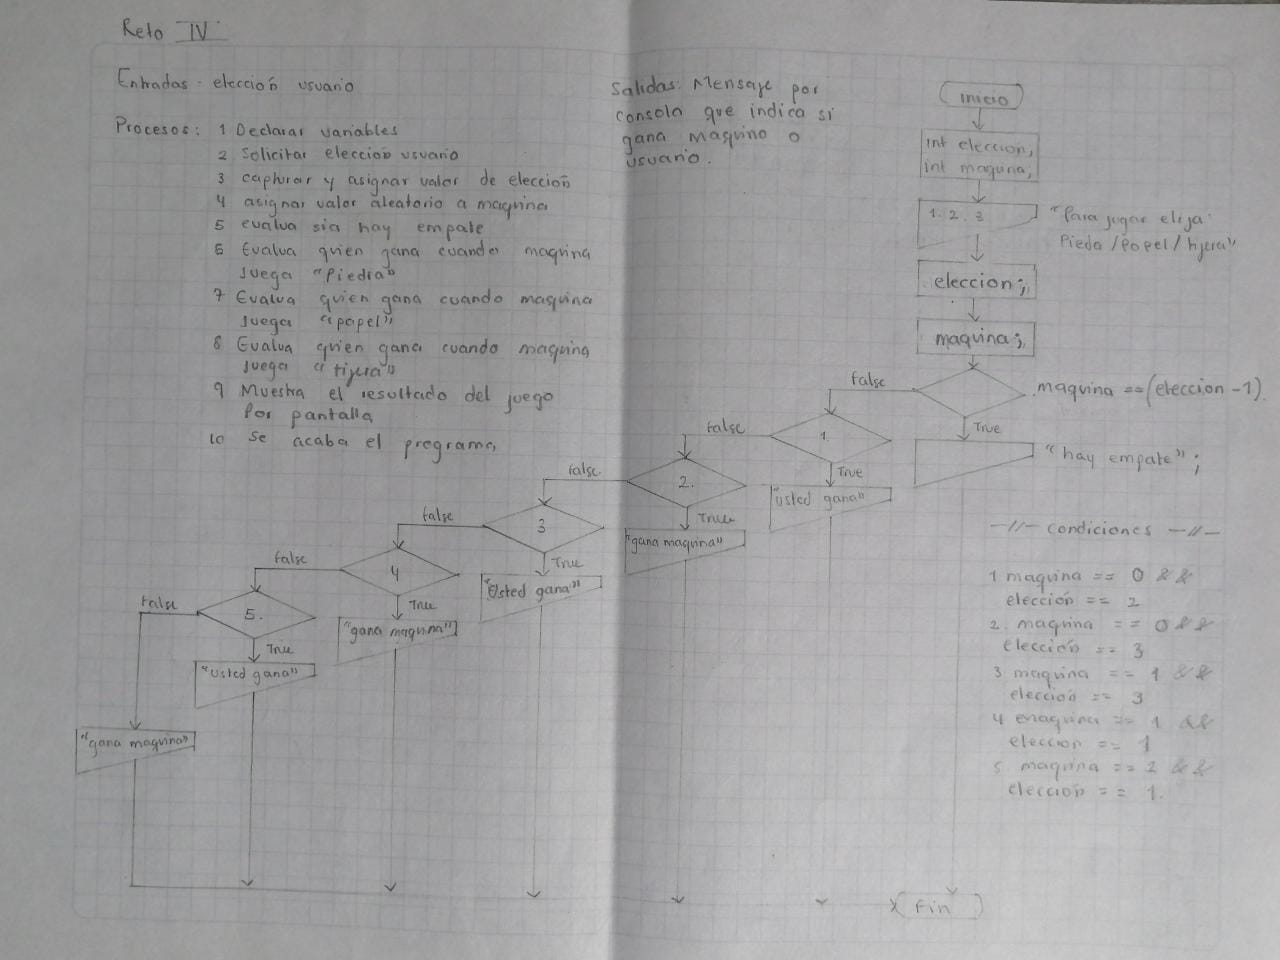 Reto IV
Entradas: elección usuario
Procesos: 1 Declarar variables
2 Solicitar eleccion usuario
3 capturar y asignar valor de elección
4 asignar valor aleatorio a maquina
5 evalua sia hay empate
6 Evalua quien gana cuando maquina
Juega "Piedra"
7 Evalua quien gana cuando maquina
Juega "papel"
8 Evalua quien gana cuando maquina
Juega "tijera"
9 Muestra el resultado del juego
Por pantalla
10 Se acaba el programa
Salidas: Mensaje por
consola que indica si
gana maquina o
usuario.
inicio
int eleccion;
int maquina;
1. 2. 3
"Para jugar elija:
Pieda /Papel/tijera"
eleccion;
maquina;
maquina == (eleccion -1)
True
"hay empate";
false
1.
True
"usted gana"
false
2.
True
"gana maquina"
false
3
True
"Usted gana"
false
4
True
"gana maquina"
false
5.
True
"usted gana"
false
"gana maquina"
—//— condiciones —//—
1 maquina == 0 &&
elección == 2
2. maquina == 0 &&
elección == 3
3 maquina == 1 &&
elección == 3
4 maquina == 1 &&
eleccion == 1
5 maquina == 2 &&
elección == 1.
Fin